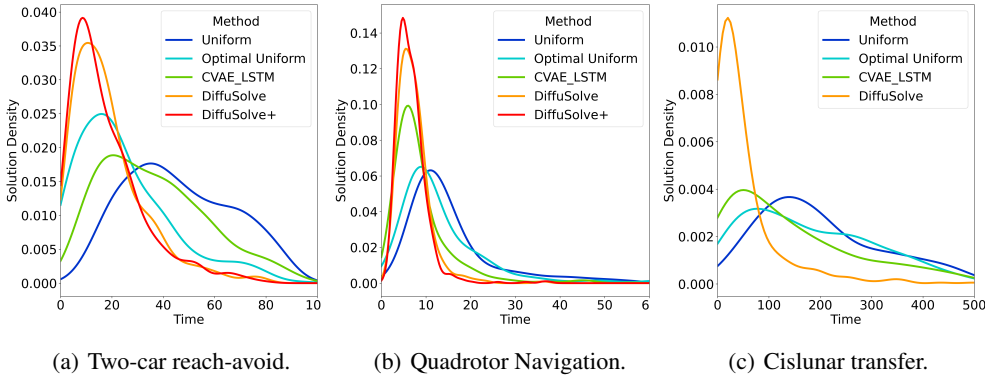 0.040
0.035
0.030
0.025
0.020
0.015
0.010
0.005
0.000
Solution Density
0
20
40
60
80
10
Time
Method
Uniform
Optimal Uniform
CVAE_LSTM
DiffuSolve
DiffuSolve+
(a) Two-car reach-avoid.
0.14
0.12
0.10
0.08
0.06
0.04
0.02
0.00
Solution Density
0
10
20
30
40
50
6
Time
Method
Uniform
Optimal Uniform
CVAE_LSTM
DiffuSolve
DiffuSolve+
(b) Quadrotor Navigation.
0.010
0.008
0.006
0.004
0.002
0.000
Solution Density
0
100
200
300
400
500
Time
Method
Uniform
Optimal Uniform
CVAE_LSTM
DiffuSolve
(c) Cislunar transfer.